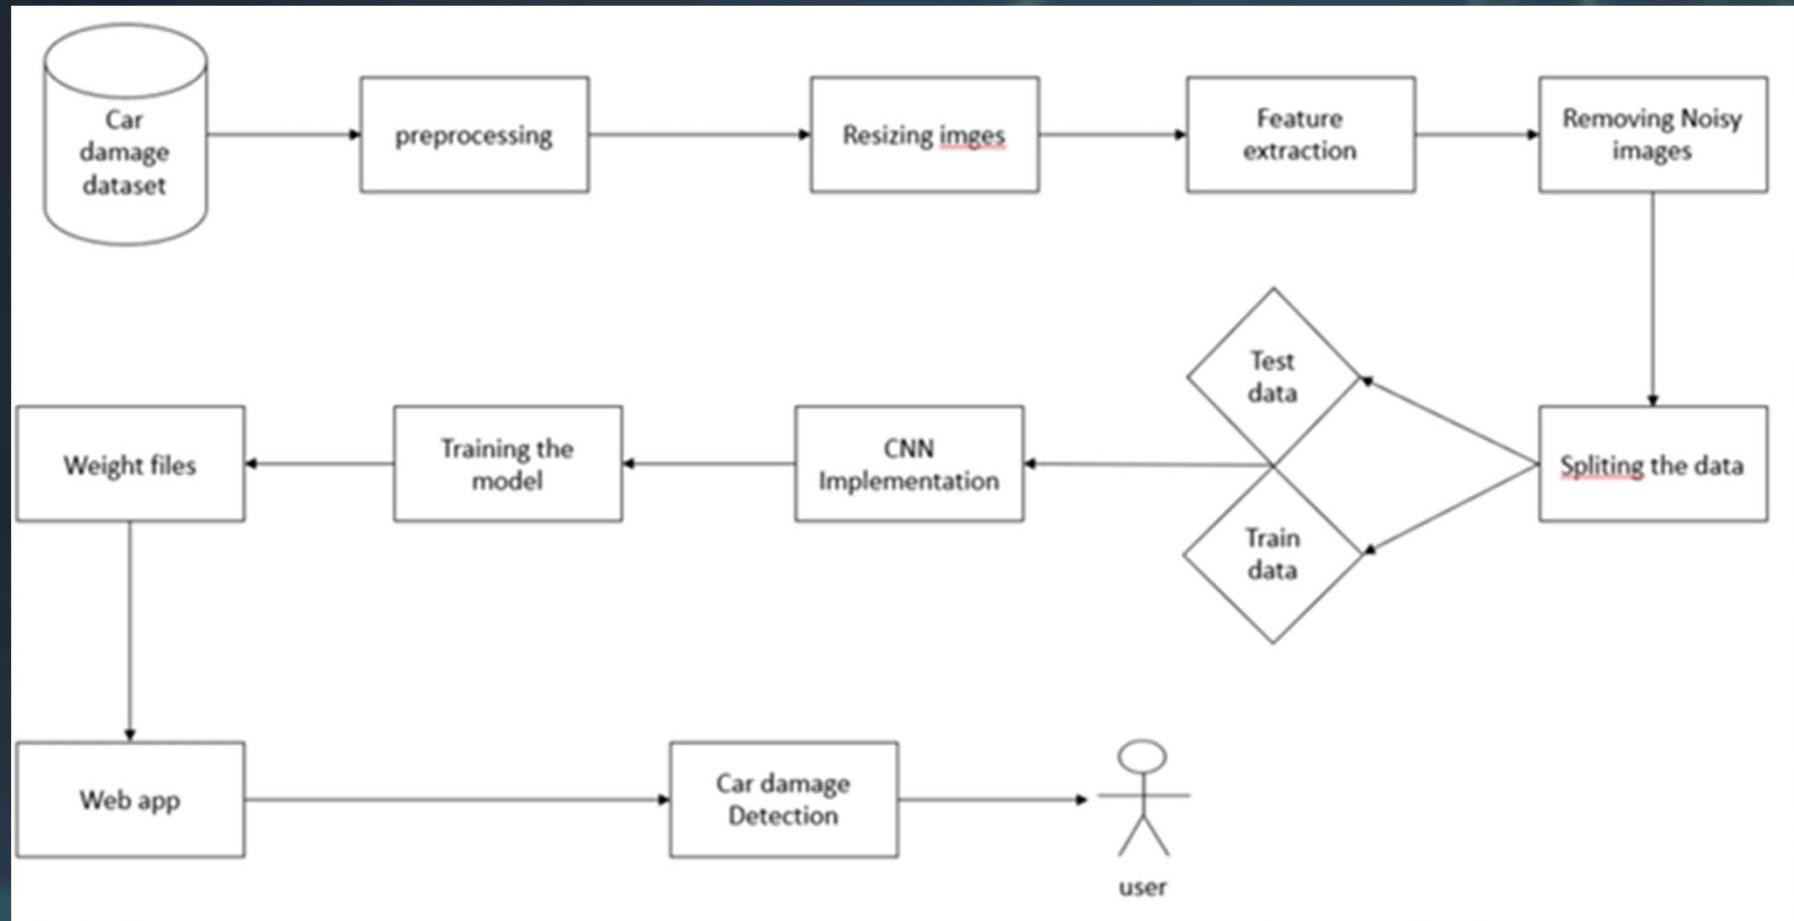 Car
damage
dataset
preprocessing
Resizing imges
Feature
extraction
Removing Noisy
images
Test
data
Weight files
Training the
model
CNN
Implementation
Spliting the data
Train
data
Web app
Car damage
Detection
user